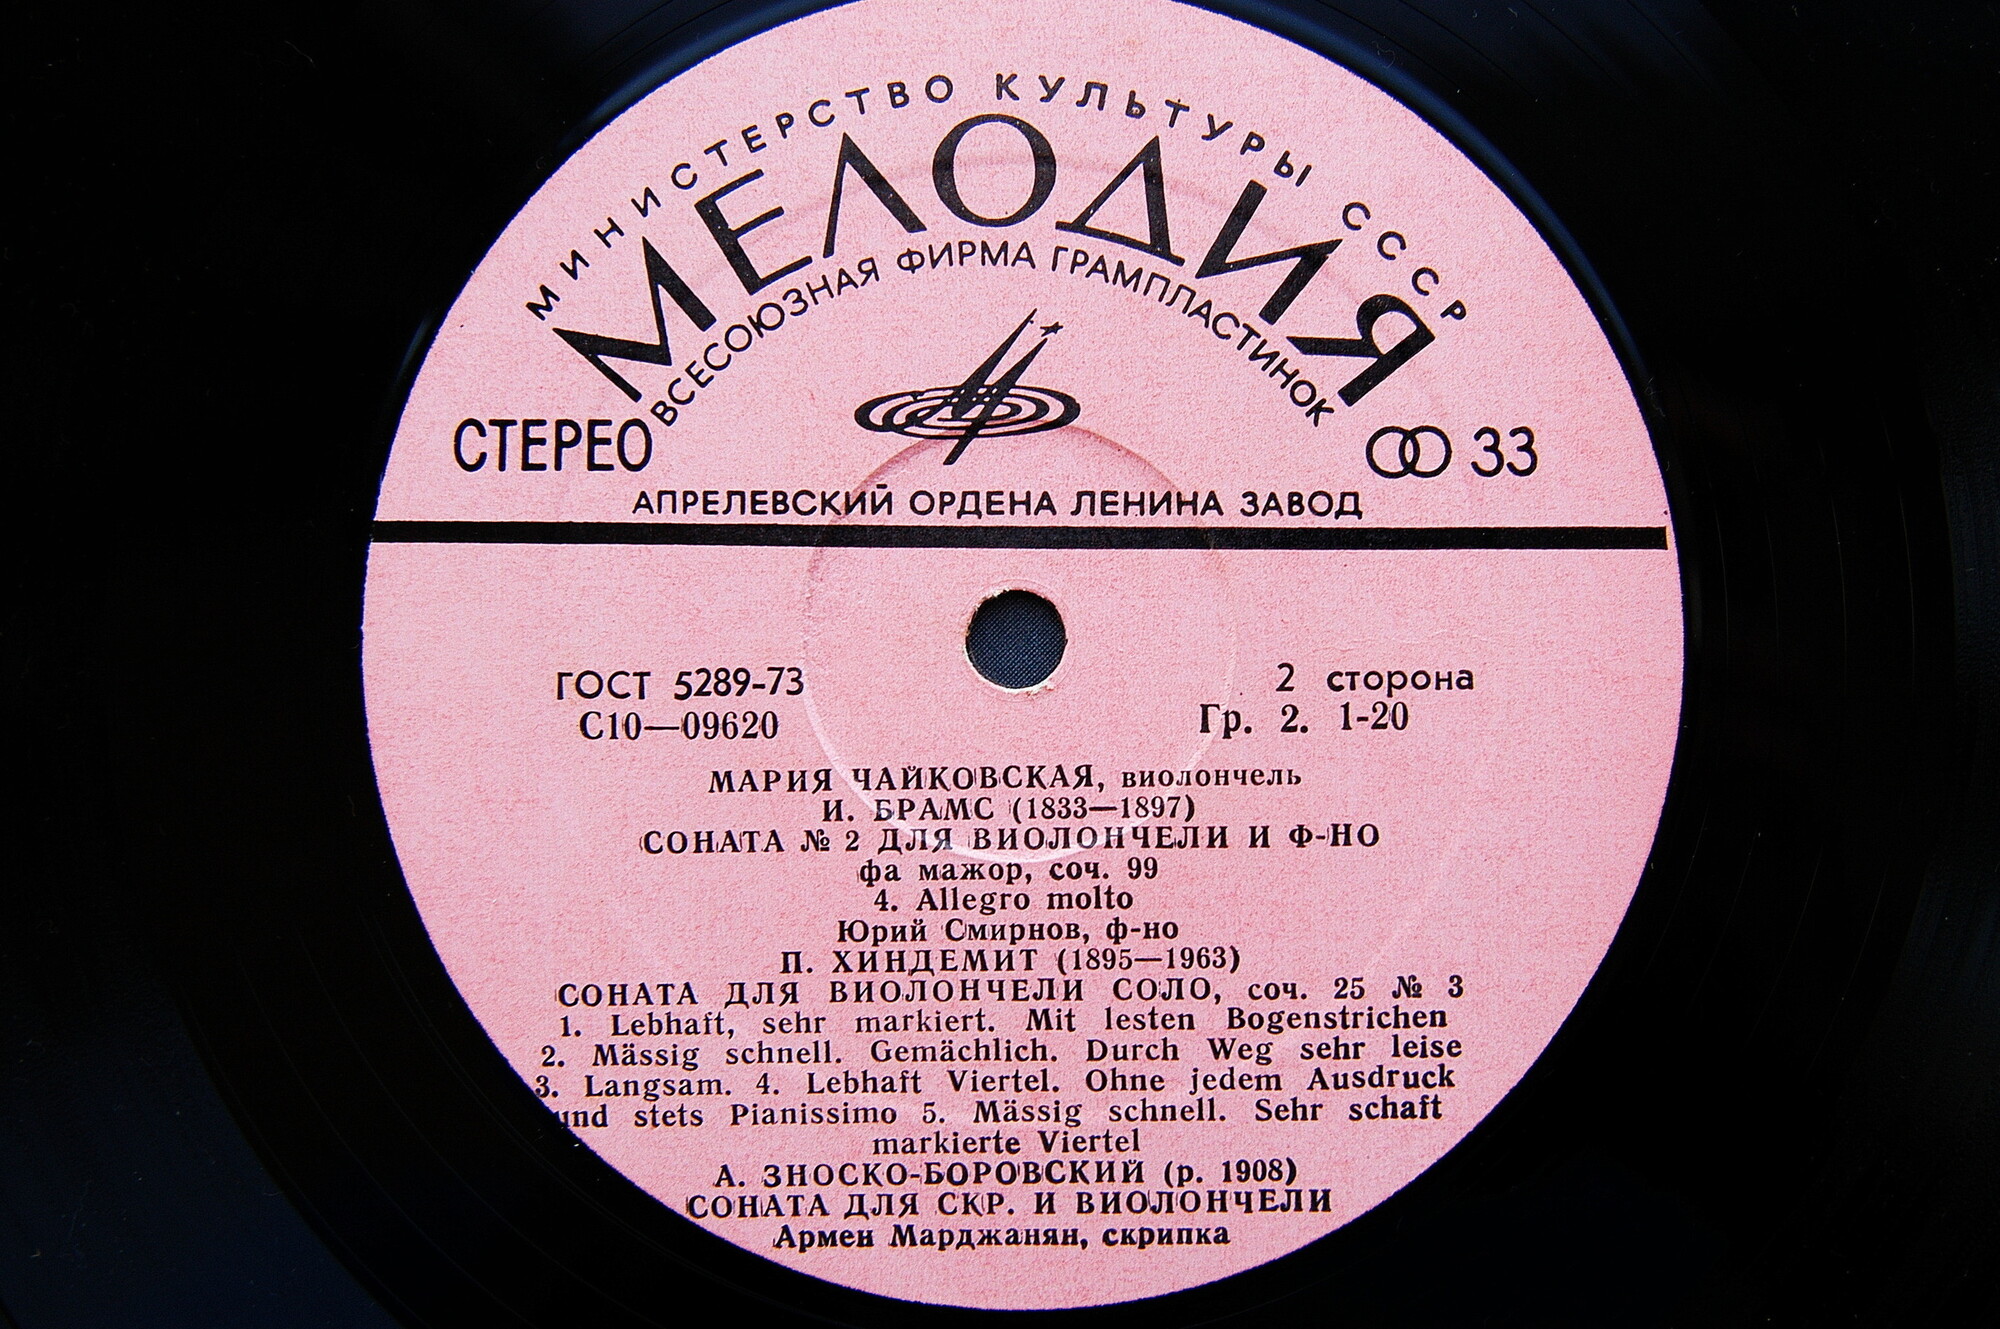 МИНИСТЕРСТВО КУЛЬТУРЫ СССР
МЕЛОДИЯ
ВСЕСОЮЗНАЯ ФИРМА ГРАМПЛАСТИНОК
СТЕРЕО
33
АПРЕЛЕВСКИЙ ОРДЕНА ЛЕНИНА ЗАВОД
ГОСТ 5289-73
2 сторона
С10—09620
Гр. 2. 1-20
МАРИЯ ЧАЙКОВСКАЯ, виолончель
И. БРАМС (1833—1897)
СОНАТА № 2 ДЛЯ ВИОЛОНЧЕЛИ И Ф-НО
фа мажор, соч. 99
4. Allegro molto
Юрий Смирнов, ф-но
П. ХИНДЕМИТ (1895—1963)
СОНАТА ДЛЯ ВИОЛОНЧЕЛИ СОЛО, соч. 25 № 3
1. Lebhaft, sehr markiert. Mit lesten Bogenstrichen
2. Mässig schnell. Gemächlich. Durch Weg sehr leise
3. Langsam. 4. Lebhaft Viertel. Ohne jedem Ausdruck
und stets Pianissimo 5. Mässig schnell. Sehr schaft
markierte Viertel
А. ЗНОСКО-БОРОВСКИЙ (р. 1908)
СОНАТА ДЛЯ СКР. И ВИОЛОНЧЕЛИ
Армен Марджанян, скрипка